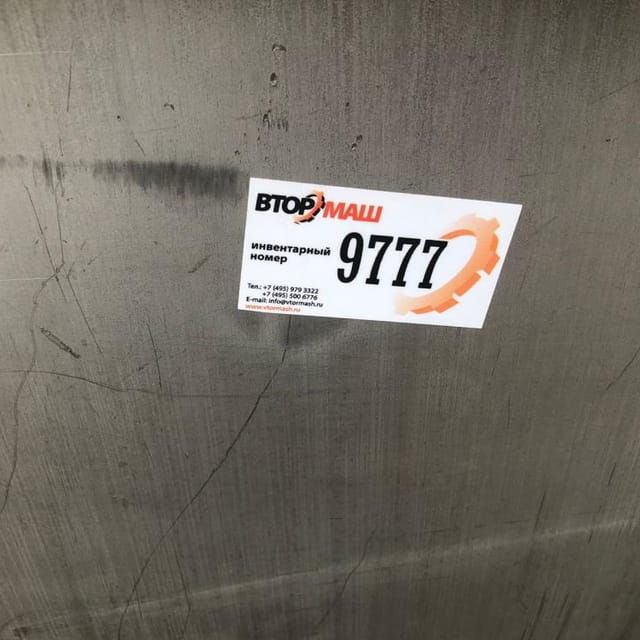 ВТОРМАШ
инвентарный
номер
9777
Тел.: +7 (495) 979 3322
+7 (495) 500 6776
E-mail: info@vtormash.ru
www.vtormash.ru